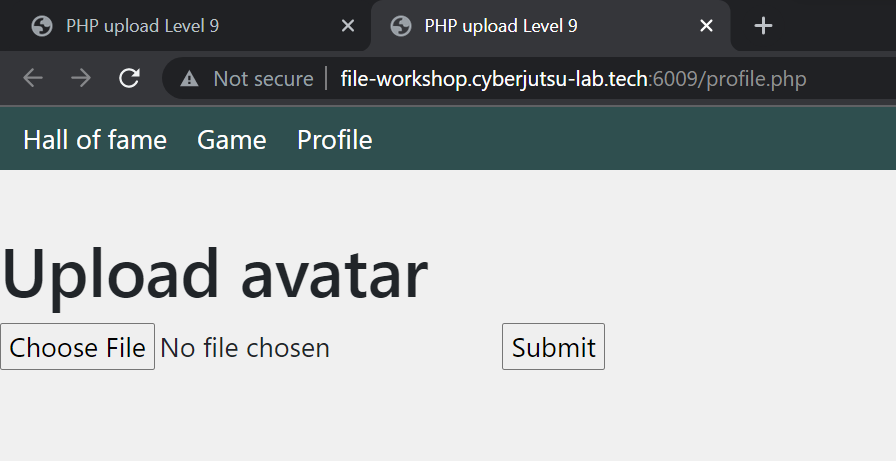 PHP upload Level 9 PHP upload Level 9
Not secure file-workshop.cyberjutsu-lab.tech:6009/profile.php
Hall of fame Game Profile
Upload avatar
Choose File No file chosen Submit